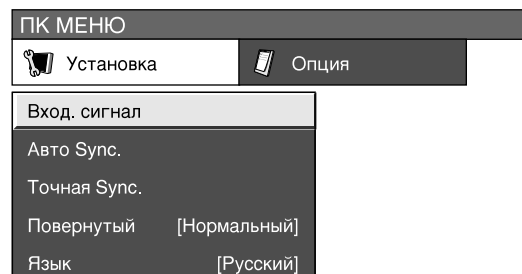 ПК МЕНЮ
Установка Опция
Вход. сигнал
Авто Sync.
Точная Sync.
Повернутый [Нормальный]
Язык [Русский]